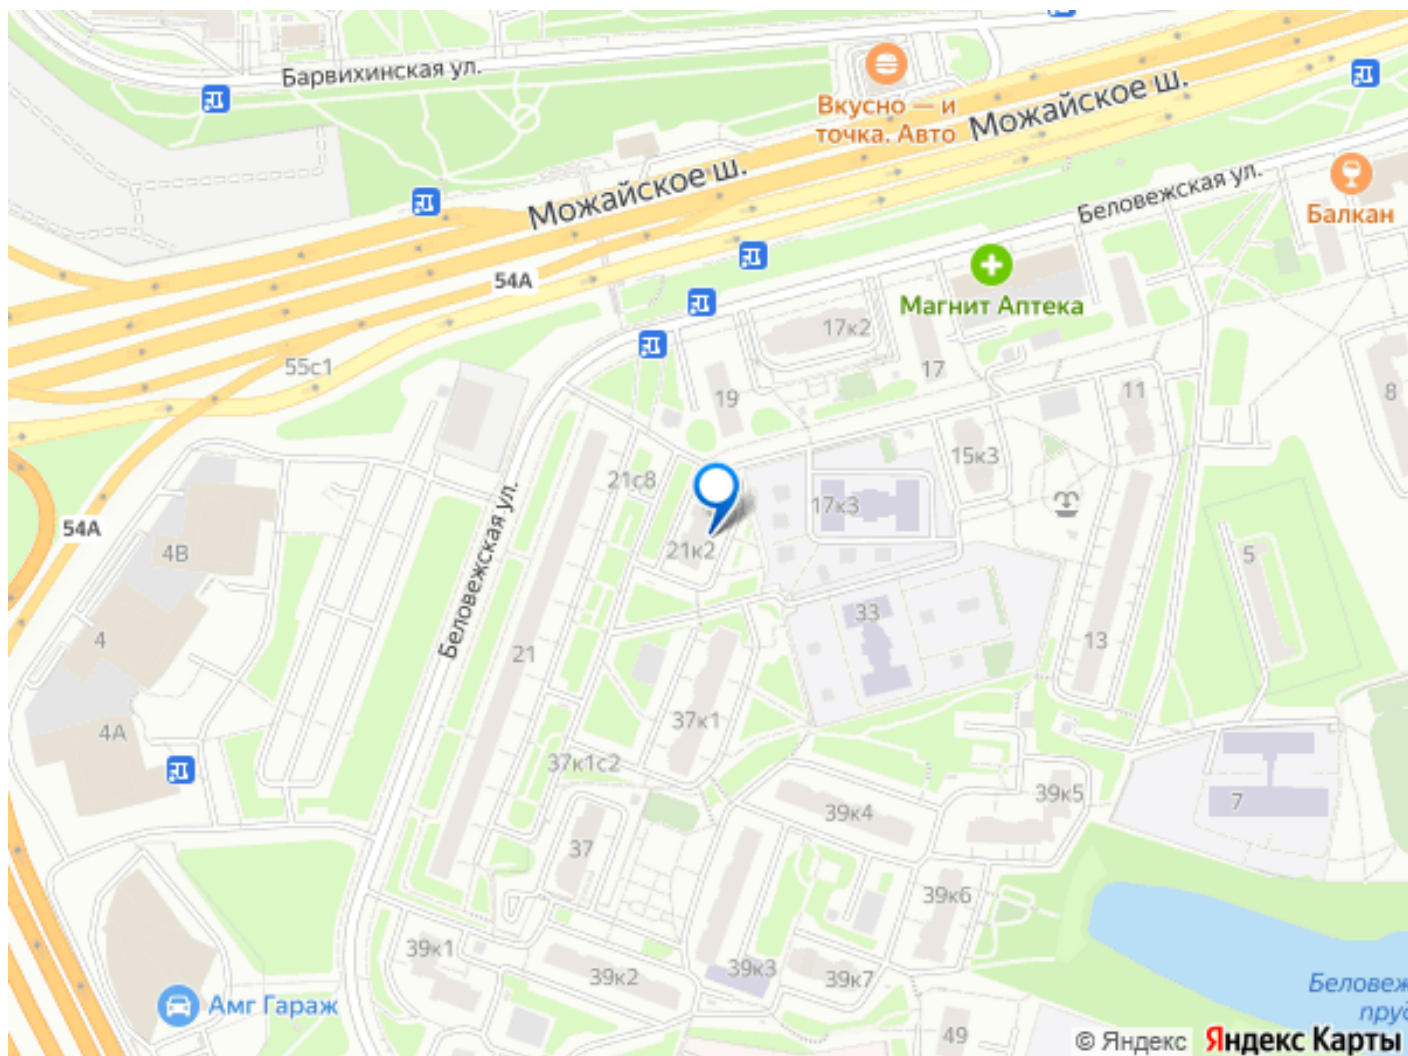 Барвихинская ул.
Вкусно — и
точка. Авто
Можайское ш.
Можайское ш.
Беловежская ул.
Балкан
54А
Магнит Аптека
17к2
55с1
17
19
11
8
15к3
21с8
17к3
54А
4В
21к2
5
Беловежская ул.
33
4
21
13
37к1
4А
37к1с2
39к5
39к4
7
37
39к6
39к1
39к2
39к3
39к7
Амг Гараж
Беловеж
пруд
49
© Яндекс
Яндекс Карты